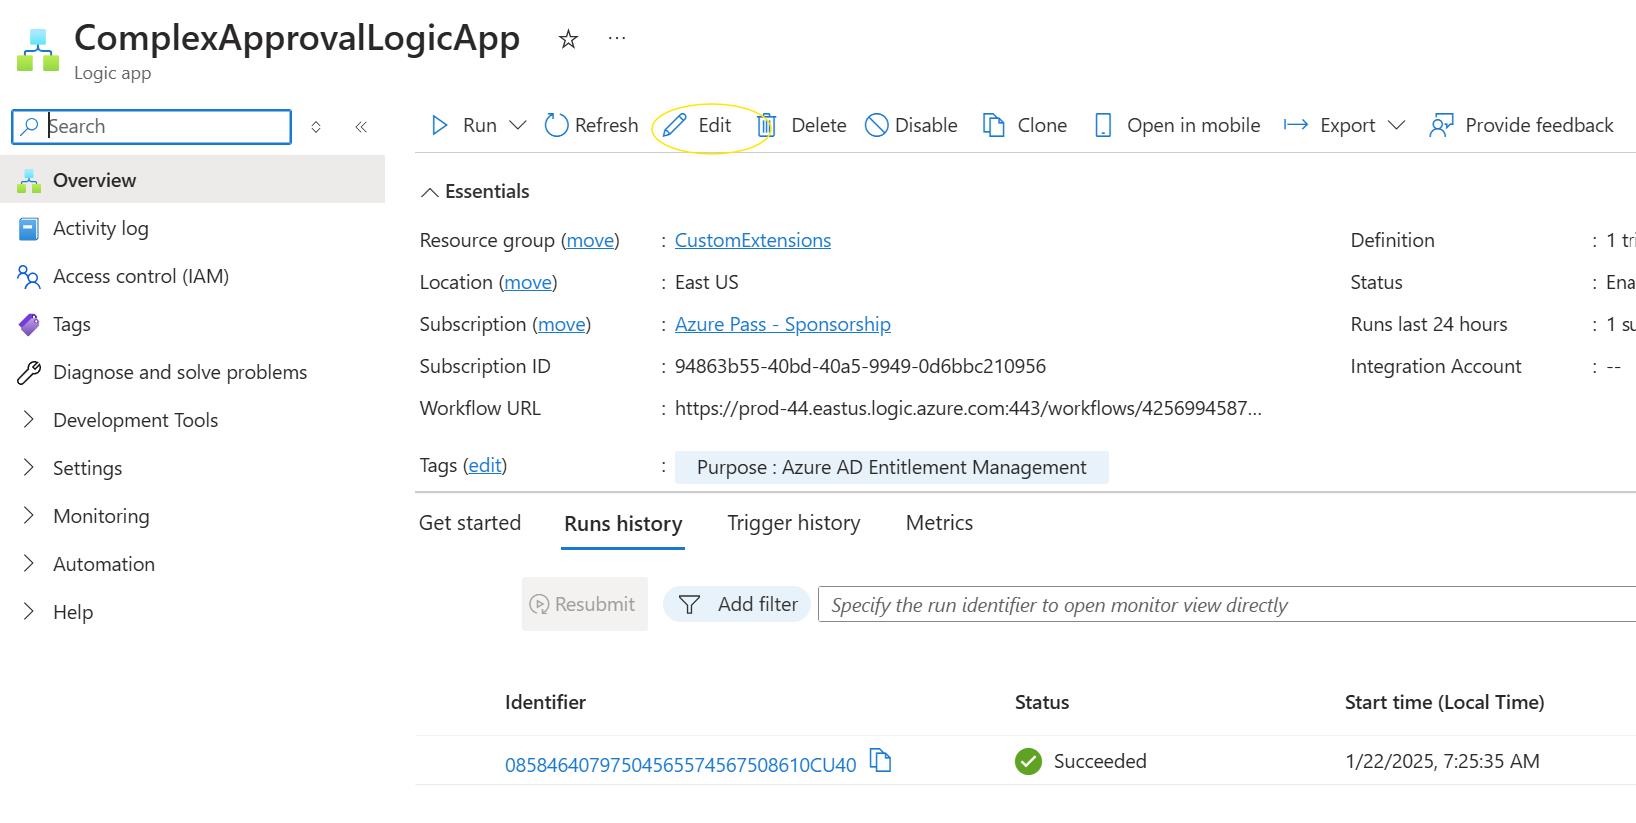 ComplexApprovalLogicApp
Logic app
Search
Run Refresh Edit Delete Disable Clone Open in mobile Export Provide feedback
Overview
Activity log
Access control (IAM)
Tags
Diagnose and solve problems
Development Tools
Settings
Monitoring
Automation
Help
Essentials
Resource group (move) : CustomExtensions
Location (move) : East US
Subscription (move) : Azure Pass - Sponsorship
Subscription ID : 94863b55-40bd-40a5-9949-0d6bbc210956
Workflow URL : https://prod-44.eastus.logic.azure.com:443/workflows/4256994587...
Tags (edit) : Purpose : Azure AD Entitlement Management
Definition : 1 tri
Status : Ena
Runs last 24 hours : 1 su
Integration Account : --
Get started Runs history Trigger history Metrics
Resubmit Add filter Specify the run identifier to open monitor view directly
Identifier Status Start time (Local Time)
08584640797504565574567508610CU40 Succeeded 1/22/2025, 7:25:35 AM